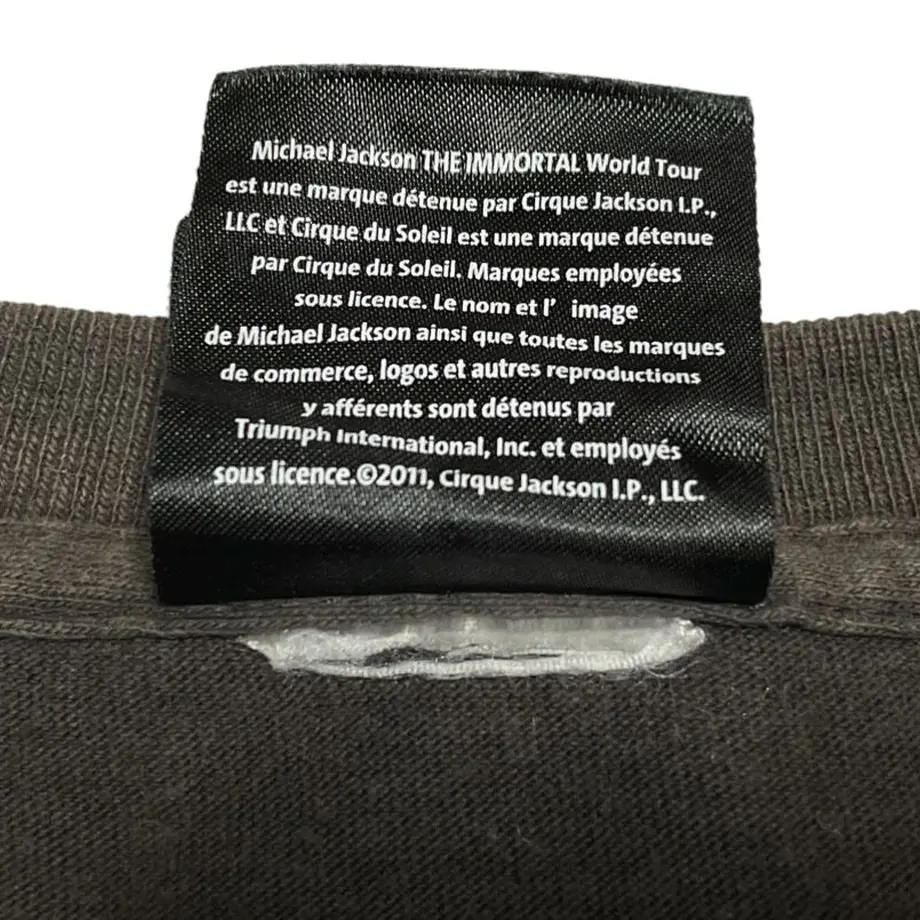 Michael Jackson THE IMMORTAL World Tour
est une marque détenue par Cirque Jackson I.P.,
LLC et Cirque du Soleil est une marque détenue
par Cirque du Soleil. Marques employées
sous licence. Le nom et l' image
de Michael Jackson ainsi que toutes les marques
de commerce, logos et autres reproductions
y afférents sont détenus par
Triumph International, Inc. et employés
sous licence.©2011, Cirque Jackson I.P., LLC.